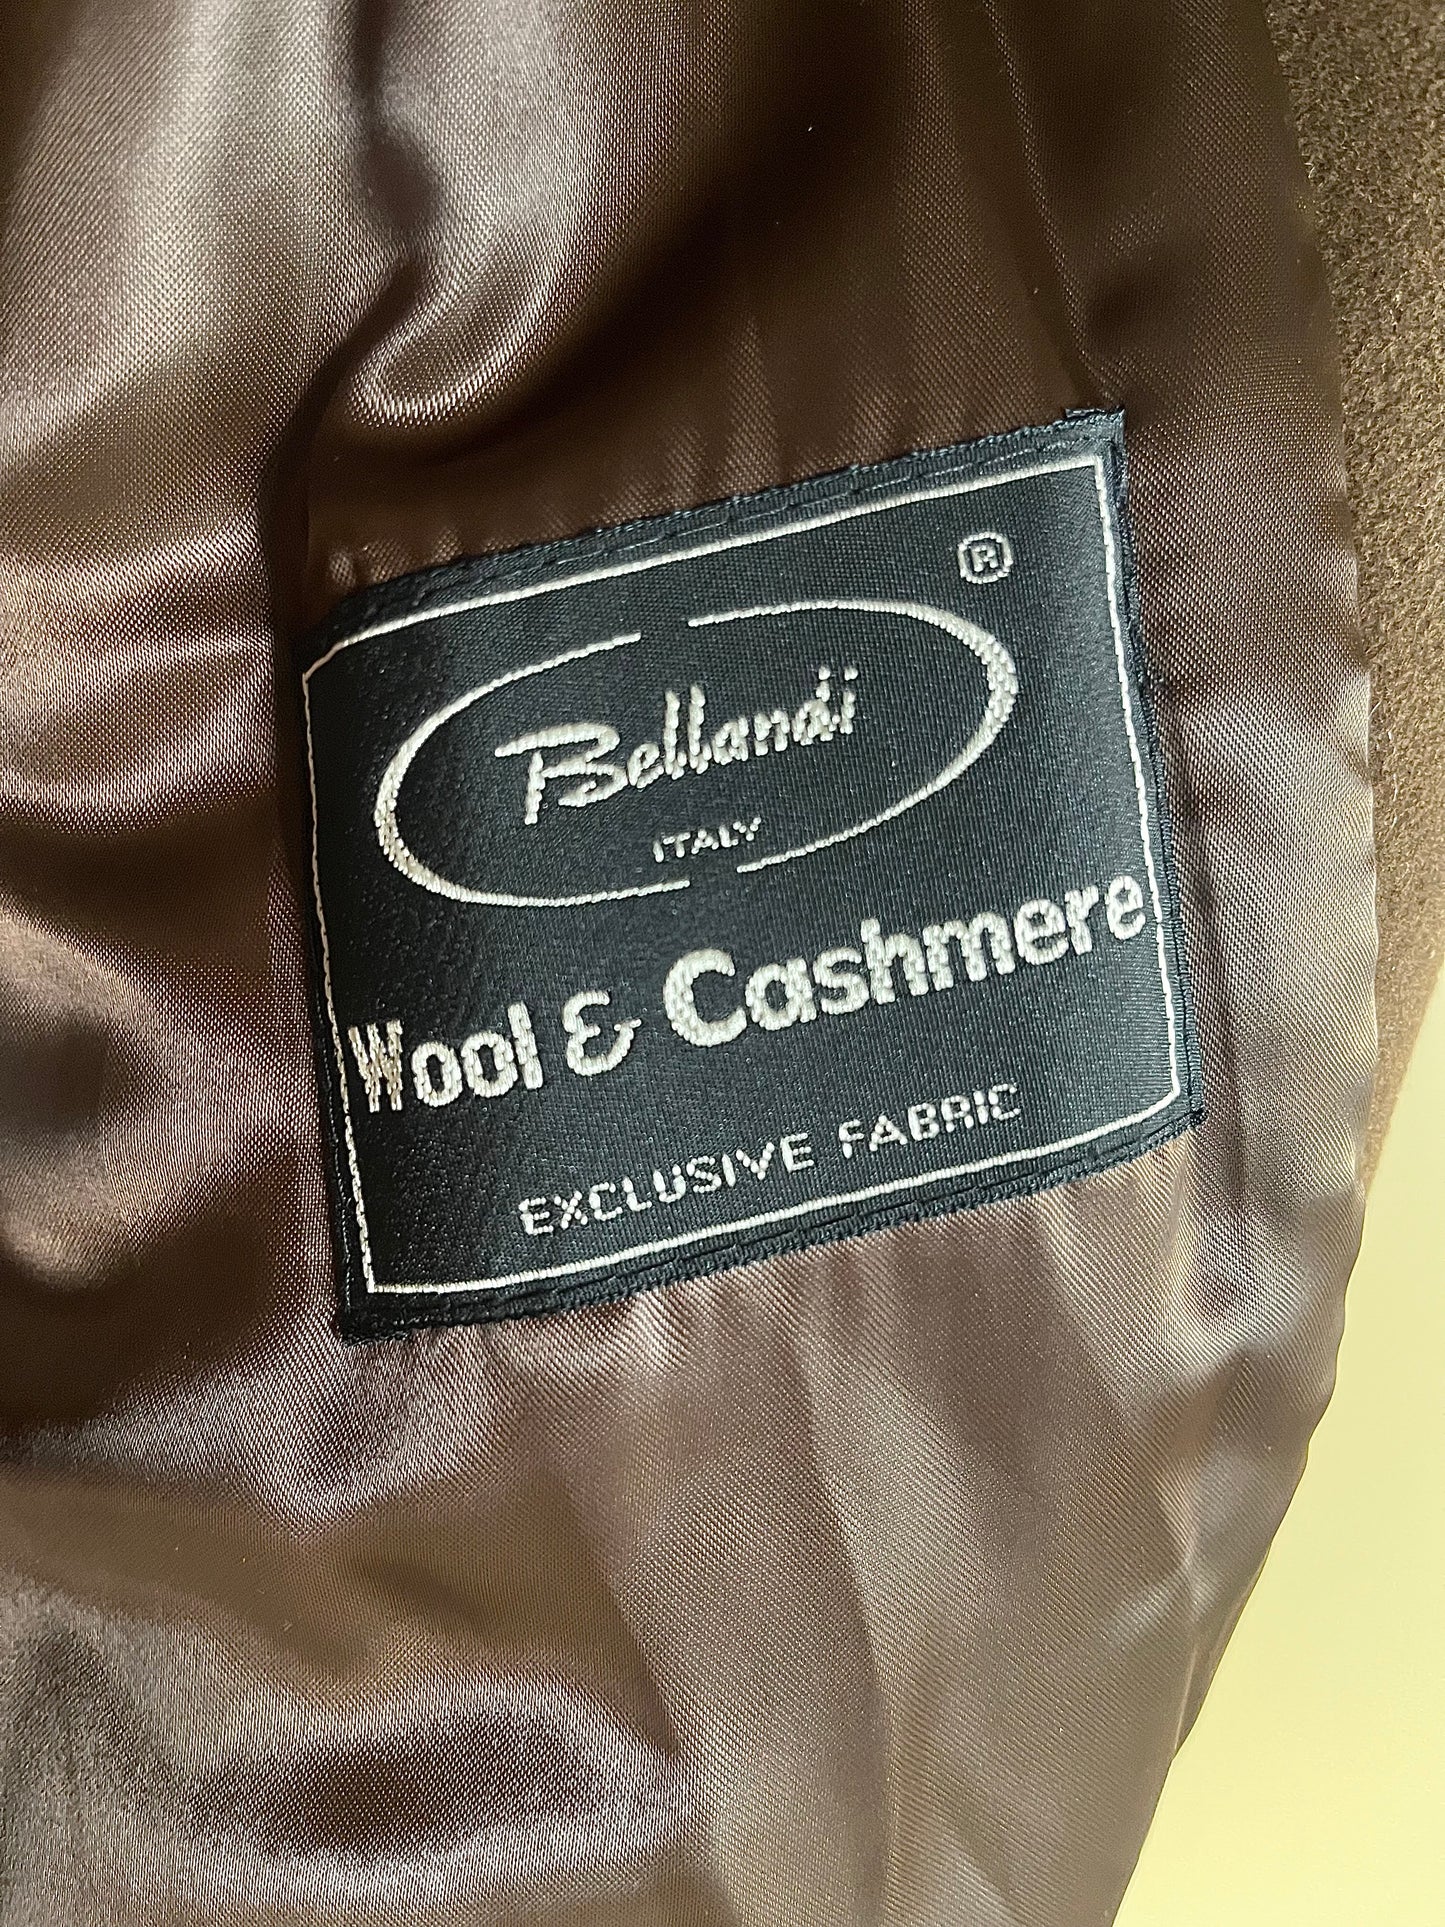 ®
Bellandi
ITALY
Wool & Cashmere
EXCLUSIVE FABRIC